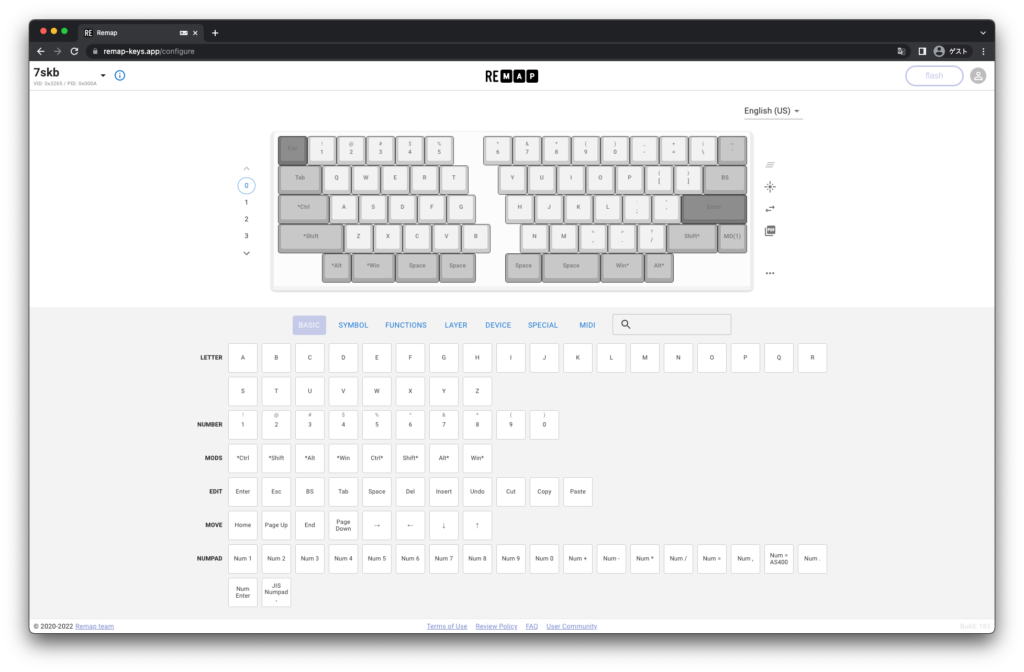 RE Remap
remap-keys.app/configure ゲスト
7skb
VID: 0x3265 / PID: 0x000A
REMAP
flash
English (US)
Esc ! 1 @ 2 # 3 $ 4 % 5 ^ 6 & 7 * 8 ( 9 ) 0 _ - + = | \ ~ `
0 Tab Q W E R T Y U I O P { [ } ] BS
1 *Ctrl A S D F G H J K L : ; " ' Enter
2
3 *Shift Z X C V B N M < , > . ? / Shift* MO(1)
*Alt *Win Space Space Space Space Win* Alt*
BASIC SYMBOL FUNCTIONS LAYER DEVICE SPECIAL MIDI
LETTER A B C D E F G H I J K L M N O P Q R
S T U V W X Y Z
NUMBER ! 1 @ 2 # 3 $ 4 % 5 ^ 6 & 7 * 8 ( 9 ) 0
MODS *Ctrl *Shift *Alt *Win Ctrl* Shift* Alt* Win*
EDIT Enter Esc BS Tab Space Del Insert Undo Cut Copy Paste
MOVE Home Page Up End Page Down → ← ↓ ↑
NUMPAD Num 1 Num 2 Num 3 Num 4 Num 5 Num 6 Num 7 Num 8 Num 9 Num 0 Num + Num - Num * Num / Num = Num , Num = AS400 Num .
Num Enter JIS Numpad -
© 2020-2022 Remap team Terms of Use Review Policy FAQ User Community Build: 183